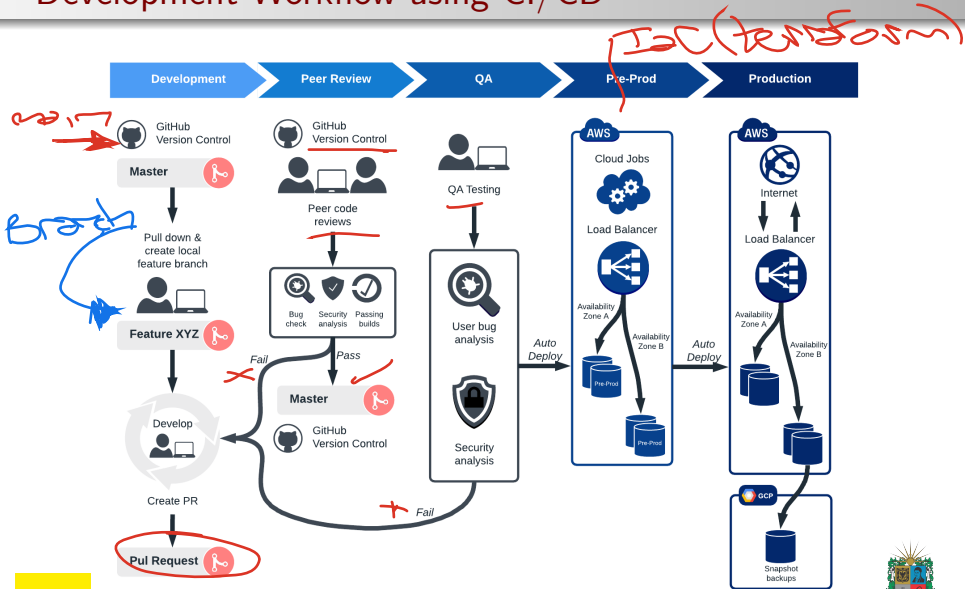 Development Workflow using CI/CD
IaC (terraform)
Development
Peer Review
QA
Pre-Prod
Production
main
GitHub
Version Control
Master
Branch
Pull down &
create local
feature branch
Feature XYZ
Develop
Create PR
Pul Request
GitHub
Version Control
Peer code
reviews
Bug
check
Security
analysis
Passing
builds
Fail
Pass
Master
GitHub
Version Control
Fail
QA Testing
User bug
analysis
Security
analysis
Auto
Deploy
AWS
Cloud Jobs
Load Balancer
Availability
Zone A
Availability
Zone B
Pre-Prod
Pre-Prod
Auto
Deploy
AWS
Internet
Load Balancer
Availability
Zone A
Availability
Zone B
GCP
Snapshot
backups